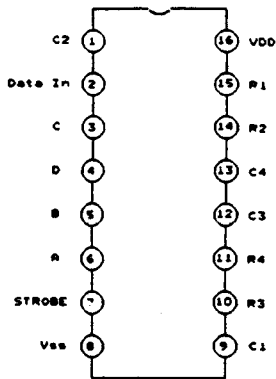 C2 1 16 VDD
Data In 2 15 R1
C 3 14 R2
D 4 13 C4
B 5 12 C3
A 6 11 R4
STROBE 7 10 R3
Vss 8 9 C1